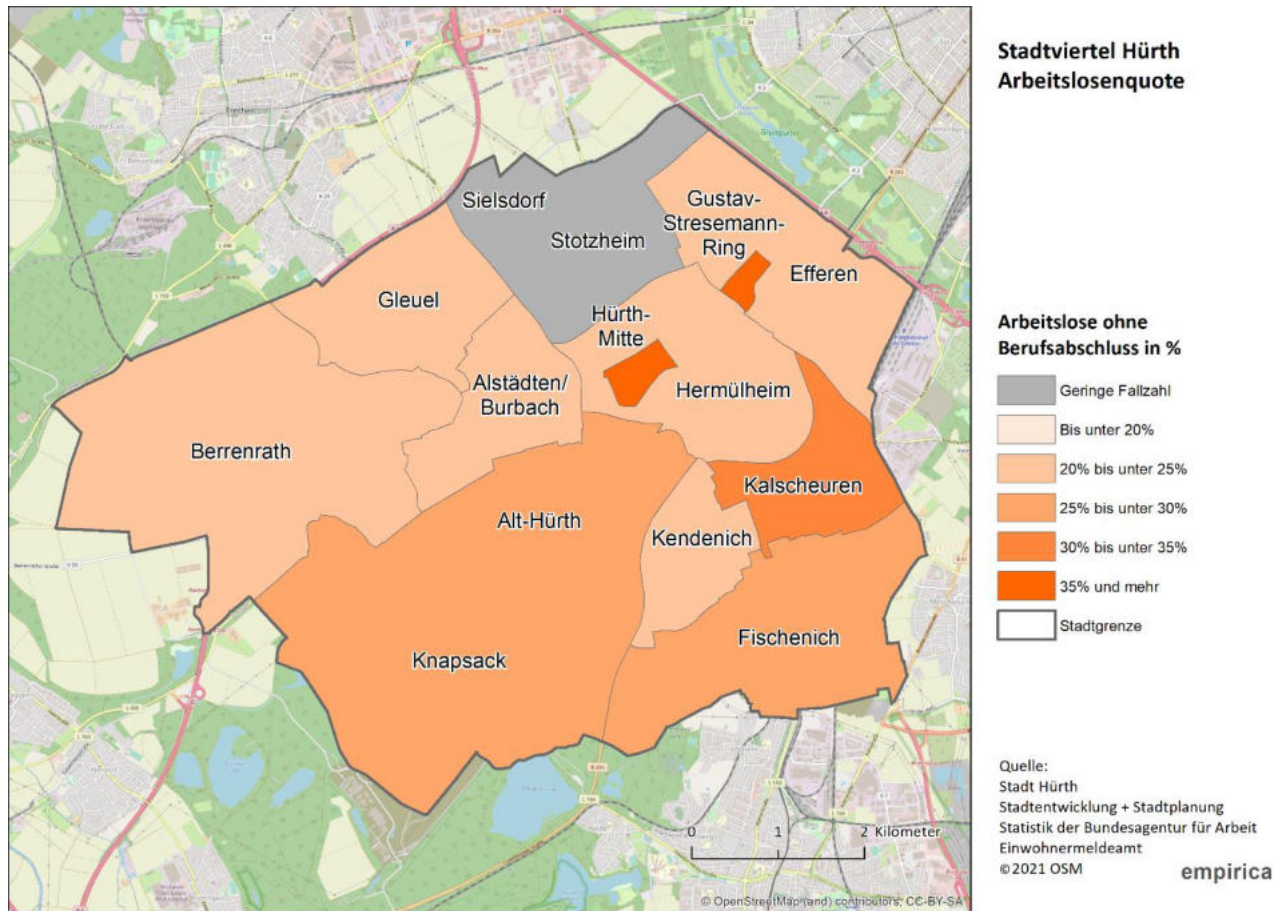 Stadtviertel Hürth
Arbeitslosenquote
Sielsdorf
Stotzheim
Gustav-
Stresemann-
Ring
Efferen
Gleuel
Hürth-
Mitte
Alstädten/
Burbach
Hermülheim
Berrenrath
Kalscheuren
Alt-Hürth
Kendenich
Fischenich
Knapsack
Arbeitslose ohne
Berufsabschluss in %
Geringe Fallzahl
Bis unter 20%
20% bis unter 25%
25% bis unter 30%
30% bis unter 35%
35% und mehr
Stadtgrenze
0 1 2 Kilometer
© OpenStreetMap (and) contributors, CC-BY-SA
Quelle:
Stadt Hürth
Stadtentwicklung + Stadtplanung
Statistik der Bundesagentur für Arbeit
Einwohnermeldeamt
©2021 OSM
empirica